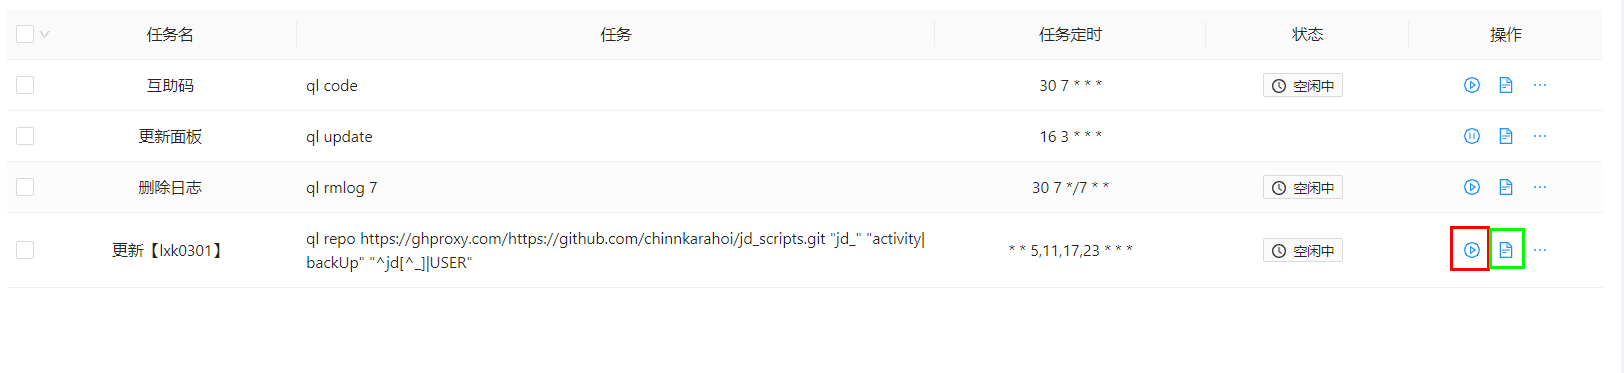 任务名 任务 任务定时 状态 操作
互助码 ql code 30 7 * * * 空闲中
更新面板 ql update 16 3 * * *
删除日志 ql rmlog 7 30 7 */7 * * 空闲中
更新【lxk0301】 ql repo https://ghproxy.com/https://github.com/chinnkarahoi/jd_scripts.git "jd_" "activity| * * 5,11,17,23 * * * 空闲中
backUp" "^jd[^_]|USER"